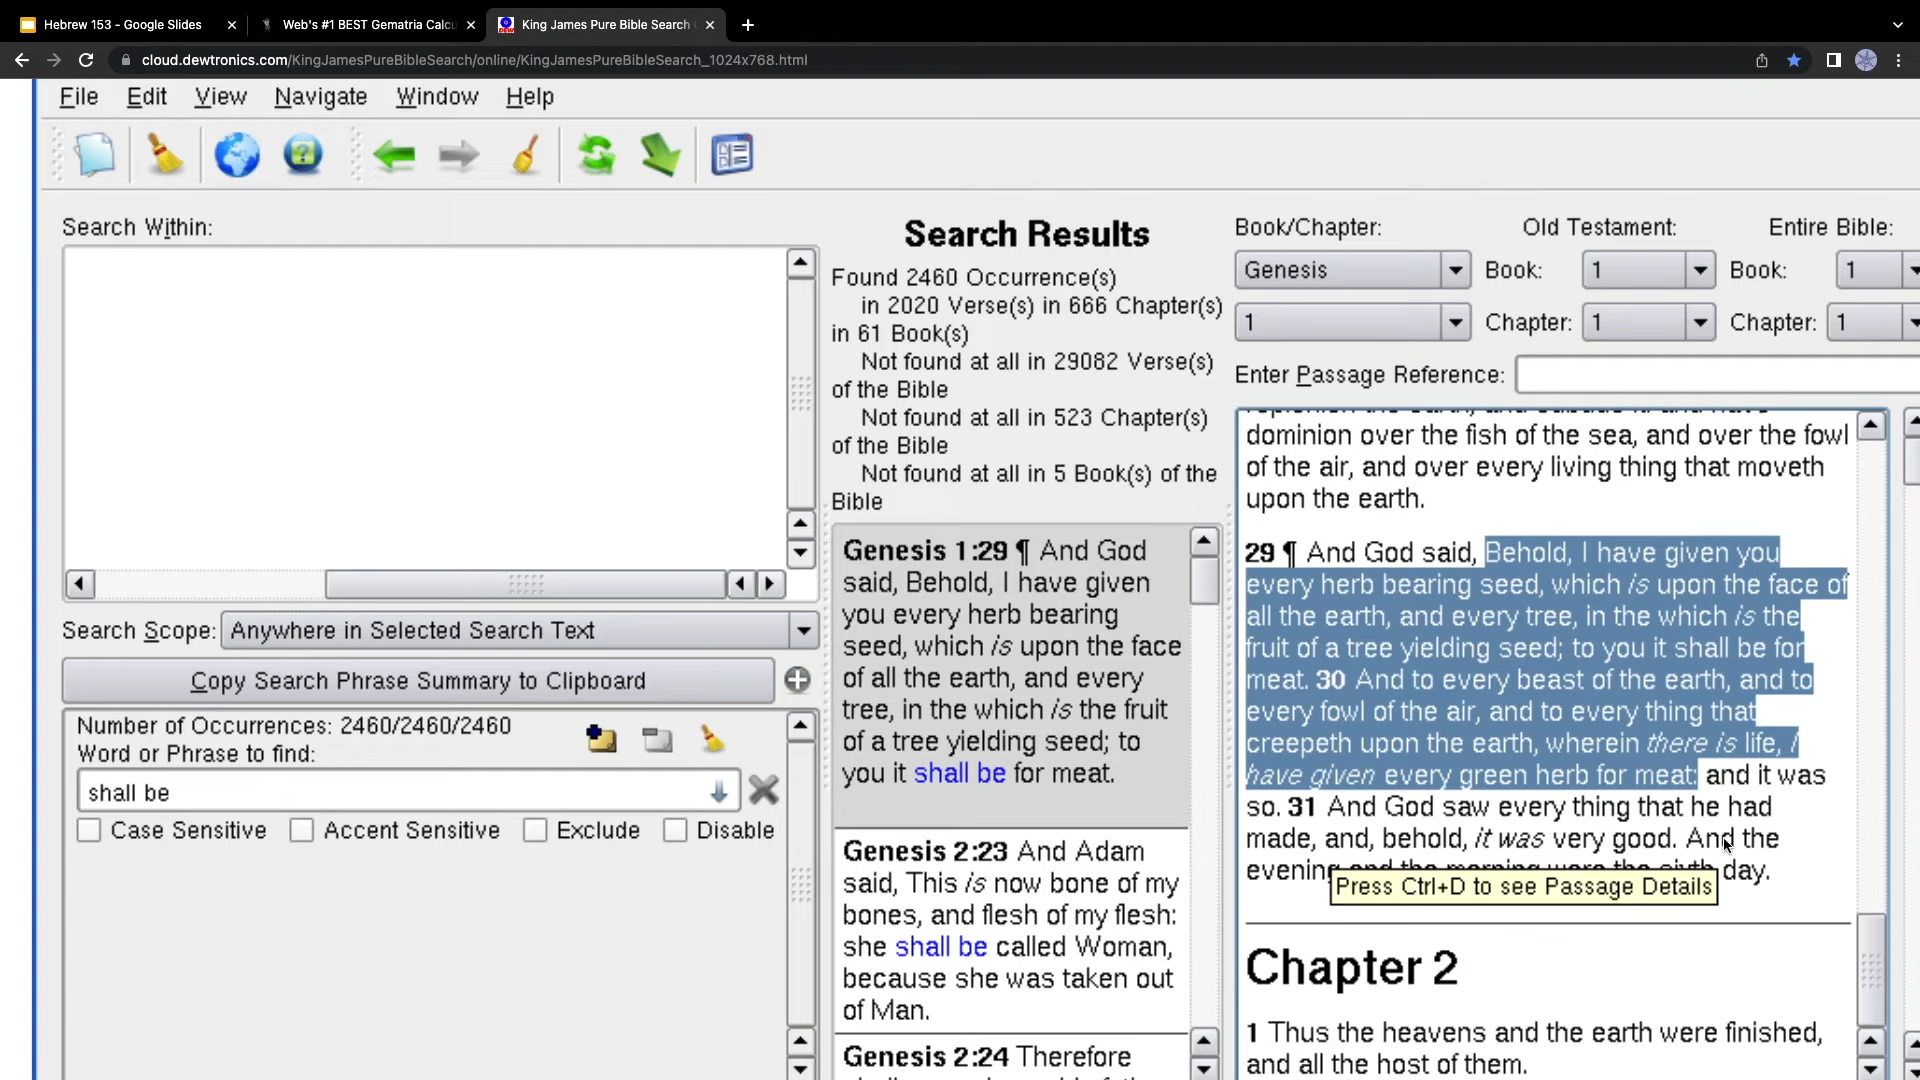 Hebrew 153 - Google Slides
Web's #1 BEST Gematria Calcu
King James Pure Bible Search
cloud.dewtronics.com/KingJamesPureBibleSearch/online/KingJamesPureBibleSearch_1024x768.html
File Edit View Navigate Window Help
Search Within:
Search Scope: Anywhere in Selected Search Text
Copy Search Phrase Summary to Clipboard
Number of Occurrences: 2460/2460/2460
Word or Phrase to find:
shall be
Case Sensitive Accent Sensitive Exclude Disable
Search Results
Found 2460 Occurrence(s)
in 2020 Verse(s) in 666 Chapter(s)
in 61 Book(s)
Not found at all in 29082 Verse(s)
of the Bible
Not found at all in 523 Chapter(s)
of the Bible
Not found at all in 5 Book(s) of the
Bible
Genesis 1:29 ¶ And God
said, Behold, I have given
you every herb bearing
seed, which is upon the face
of all the earth, and every
tree, in the which is the fruit
of a tree yielding seed; to
you it shall be for meat.
Genesis 2:23 And Adam
said, This is now bone of my
bones, and flesh of my flesh:
she shall be called Woman,
because she was taken out
of Man.
Genesis 2:24 Therefore
Book/Chapter: Old Testament: Entire Bible:
Genesis Book: 1 Book: 1
1 Chapter: 1 Chapter: 1
Enter Passage Reference:
replenish the earth, and subdue it: and have
dominion over the fish of the sea, and over the fowl
of the air, and over every living thing that moveth
upon the earth.
29 ¶ And God said, Behold, I have given you
every herb bearing seed, which is upon the face of
all the earth, and every tree, in the which is the
fruit of a tree yielding seed; to you it shall be for
meat. 30 And to every beast of the earth, and to
every fowl of the air, and to every thing that
creepeth upon the earth, wherein there is life, I
have given every green herb for meat: and it was
so. 31 And God saw every thing that he had
made, and, behold, it was very good. And the
evening and the morning were the sixth day.
Press Ctrl+D to see Passage Details
Chapter 2
1 Thus the heavens and the earth were finished,
and all the host of them.